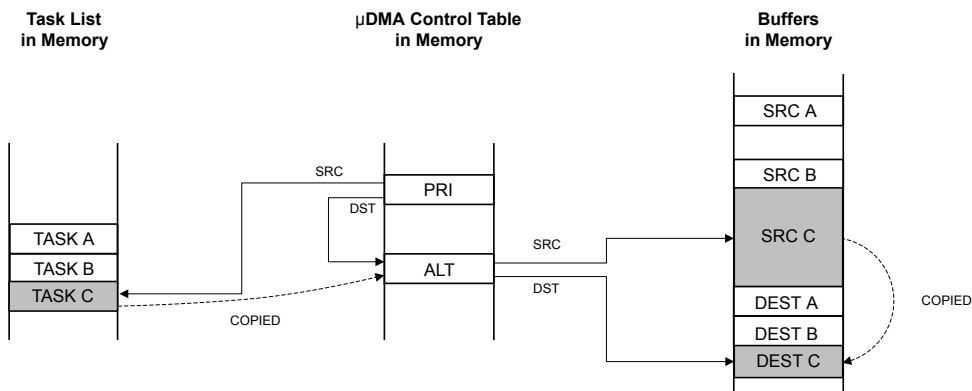 Task List
in Memory
µDMA Control Table
in Memory
Buffers
in Memory
SRC A
SRC B
SRC
PRI
DST
TASK A
SRC C
TASK B
SRC
ALT
TASK C
DST
DEST A
COPIED
COPIED
DEST B
DEST C